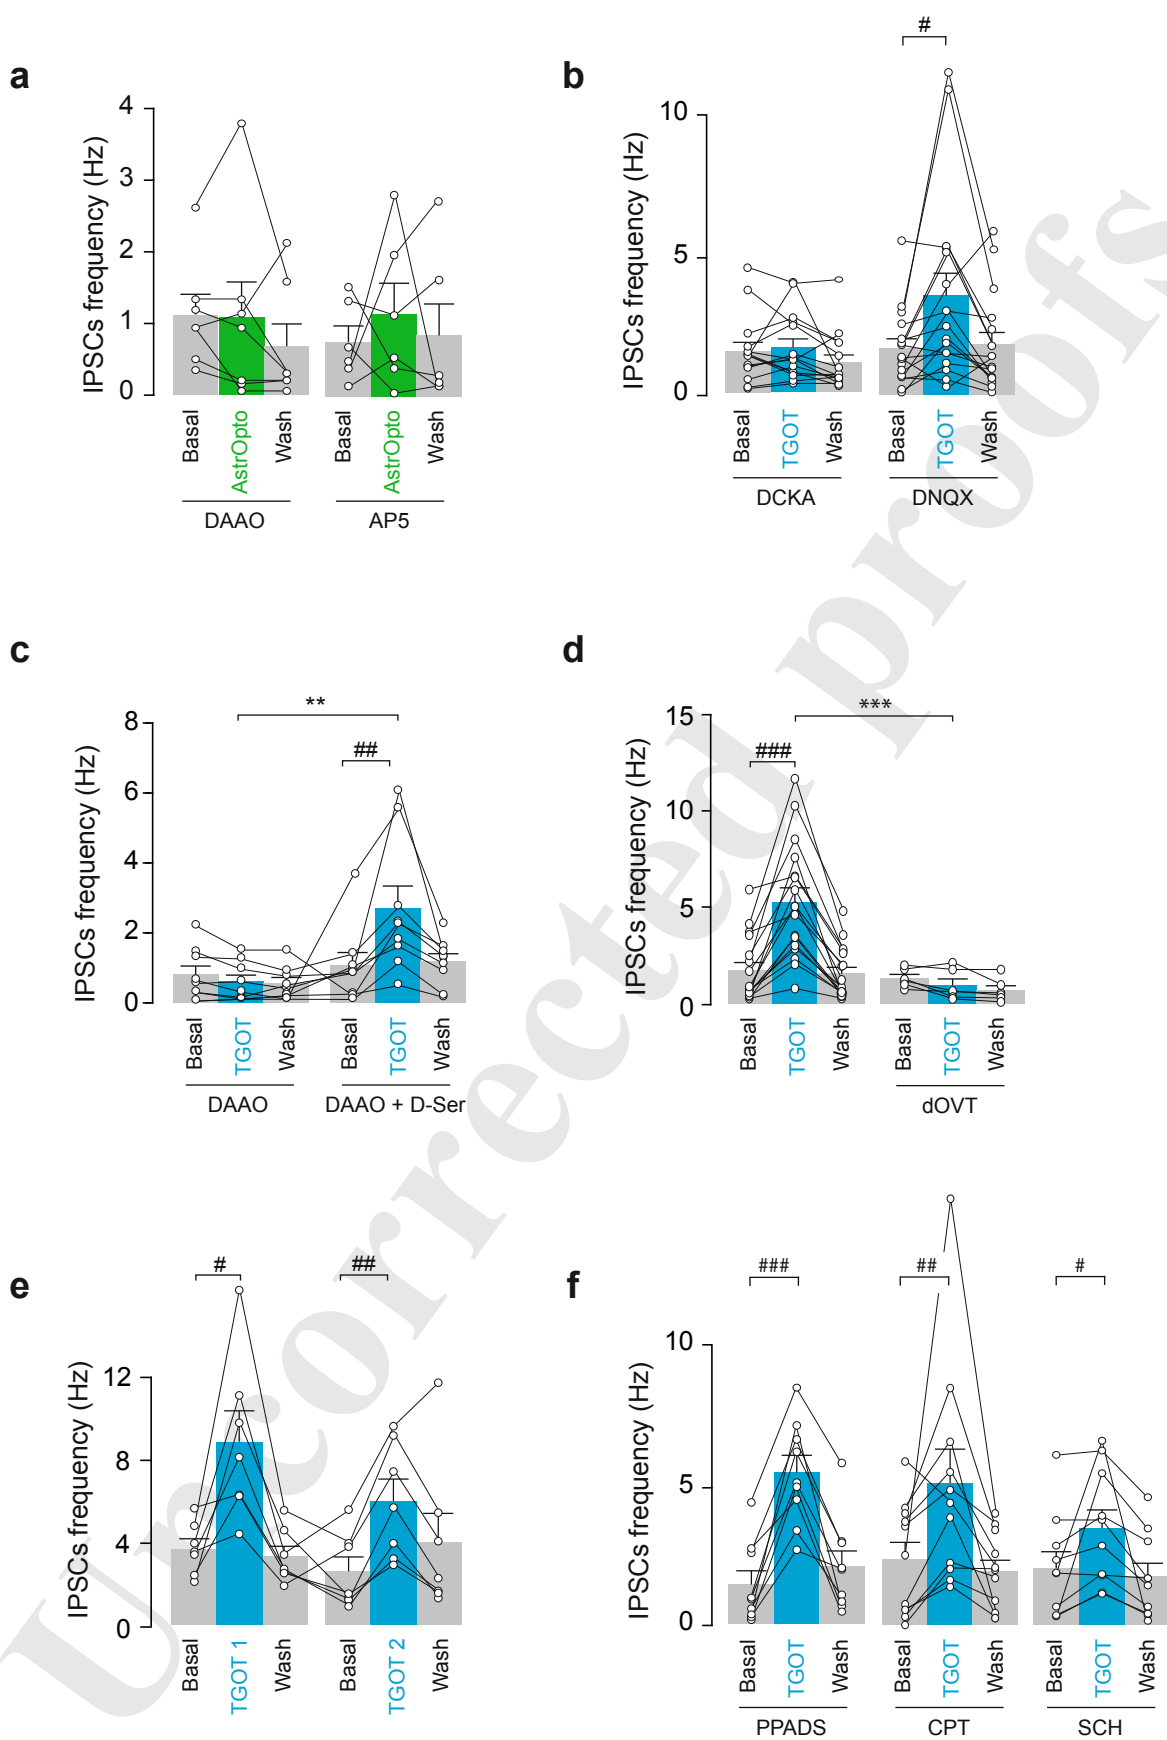 a
IPSCs frequency (Hz)
4
3
2
1
0
Basal
AstrOpto
Wash
Basal
AstrOpto
Wash
DAAO
AP5
b
#
IPSCs frequency (Hz)
10
5
0
Basal
TGOT
Wash
Basal
TGOT
Wash
DCKA
DNQX
c
**
##
IPSCs frequency (Hz)
8
6
4
2
0
Basal
TGOT
Wash
Basal
TGOT
Wash
DAAO
DAAO + D-Ser
d
***
###
IPSCs frequency (Hz)
15
10
5
0
Basal
TGOT
Wash
Basal
TGOT
Wash
dOVT
e
#
##
IPSCs frequency (Hz)
12
8
4
0
Basal
TGOT 1
Wash
Basal
TGOT 2
Wash
f
###
##
#
IPSCs frequency (Hz)
10
5
0
Basal
TGOT
Wash
Basal
TGOT
Wash
Basal
TGOT
Wash
PPADS
CPT
SCH
Uncorrected proofs